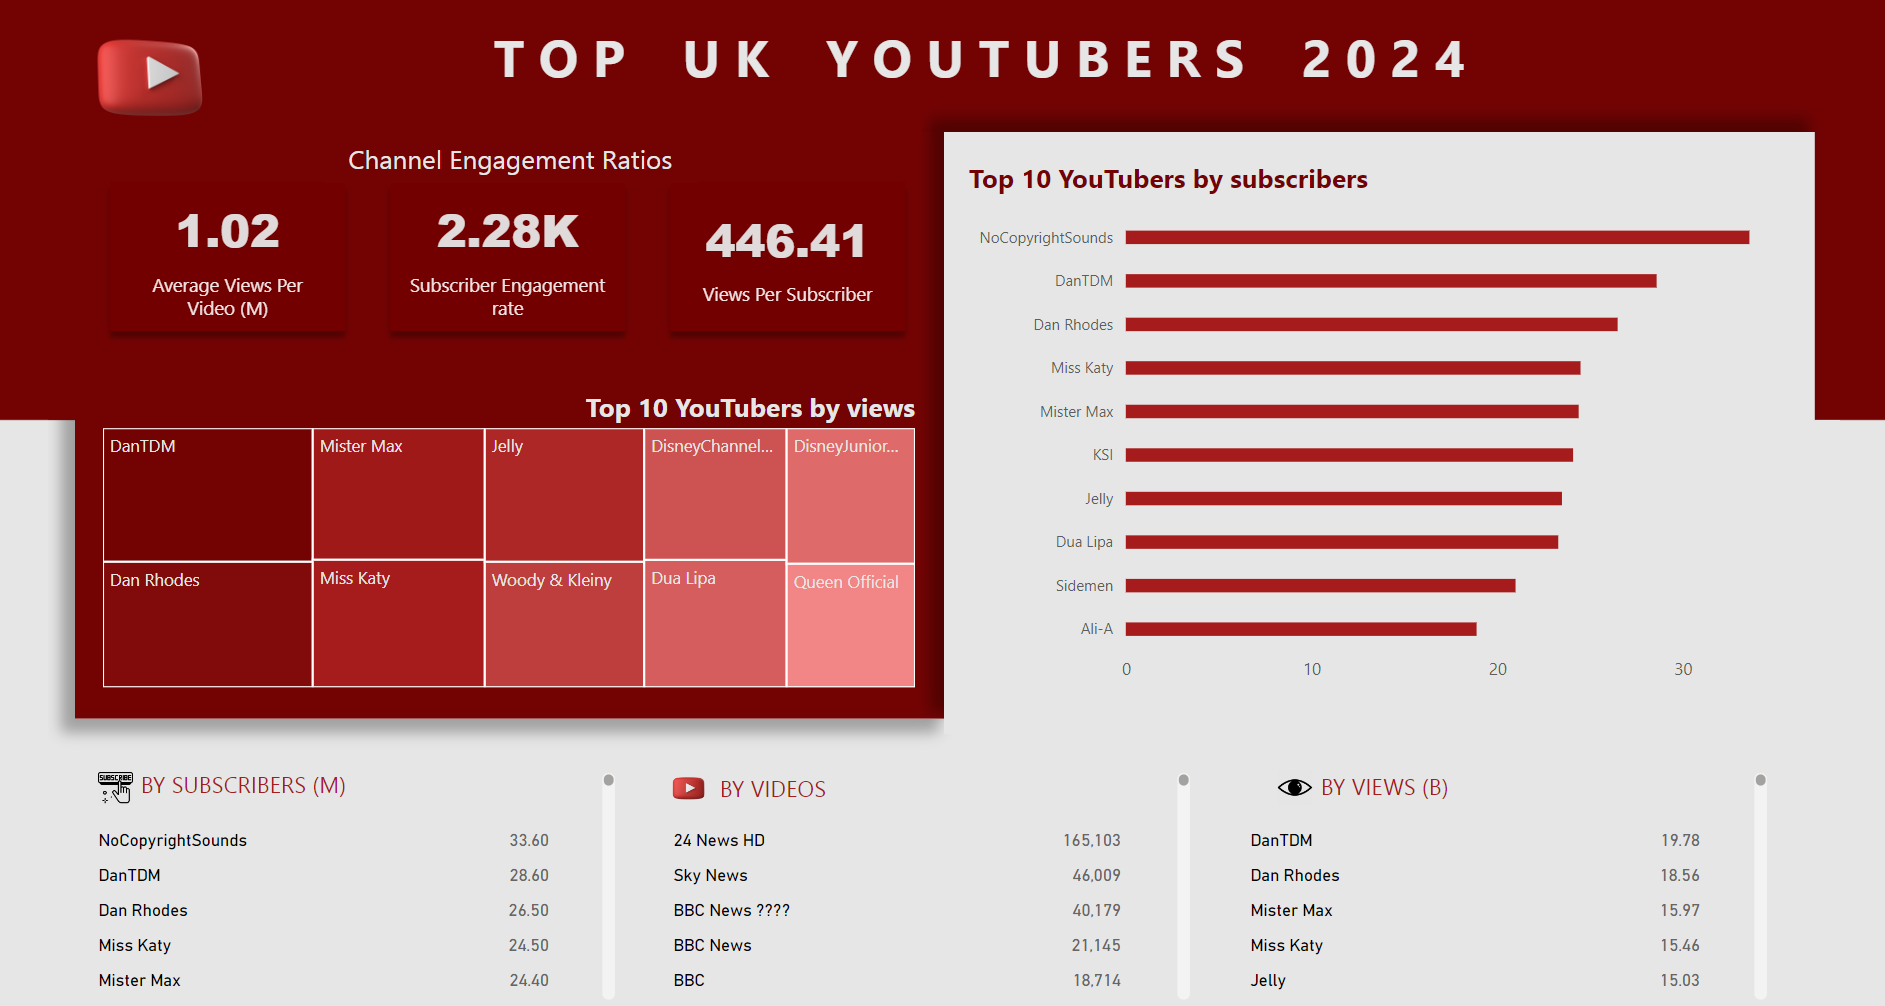 TOP UK YOUTUBERS 2024
Channel Engagement Ratios
1.02
Average Views Per
Video (M)
2.28K
Subscriber Engagement
rate
446.41
Views Per Subscriber
Top 10 YouTubers by views
DanTDM
Mister Max
Jelly
DisneyChannel...
DisneyJunior...
Dan Rhodes
Miss Katy
Woody & Kleiny
Dua Lipa
Queen Official
Top 10 YouTubers by subscribers
NoCopyrightSounds
DanTDM
Dan Rhodes
Miss Katy
Mister Max
KSI
Jelly
Dua Lipa
Sidemen
Ali-A
0 10 20 30
SUBSCRIBE
BY SUBSCRIBERS (M)
NoCopyrightSounds 33.60
DanTDM 28.60
Dan Rhodes 26.50
Miss Katy 24.50
Mister Max 24.40
BY VIDEOS
24 News HD 165,103
Sky News 46,009
BBC News ???? 40,179
BBC News 21,145
BBC 18,714
BY VIEWS (B)
DanTDM 19.78
Dan Rhodes 18.56
Mister Max 15.97
Miss Katy 15.46
Jelly 15.03